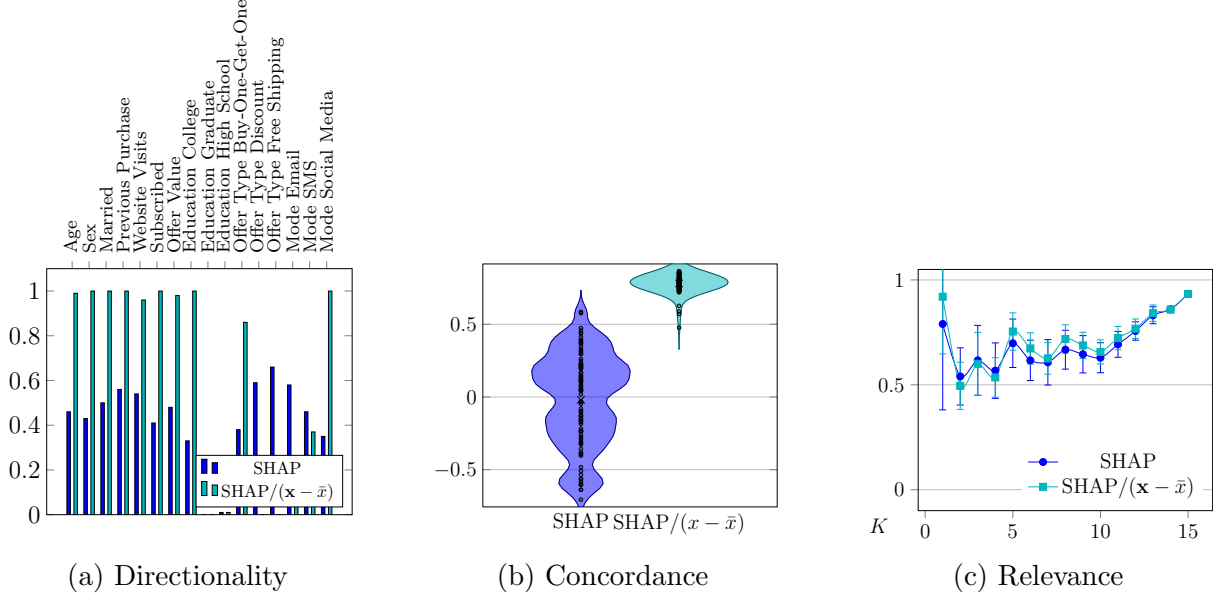 Age
Sex
Married
Previous Purchase
Website Visits
Subscribed
Offer Value
Education College
Education Graduate
Education High School
Offer Type Buy-One-Get-One
Offer Type Discount
Offer Type Free Shipping
Mode Email
Mode SMS
Mode Social Media
1
0.8
0.6
0.4
0.2
0
SHAP
SHAP/(𝐱 − x̄)
(a) Directionality
0.5
0
−0.5
SHAP SHAP/(x − x̄)
(b) Concordance
1
0.5
0
SHAP
SHAP/(𝐱 − x̄)
K 0 5 10 15
(c) Relevance